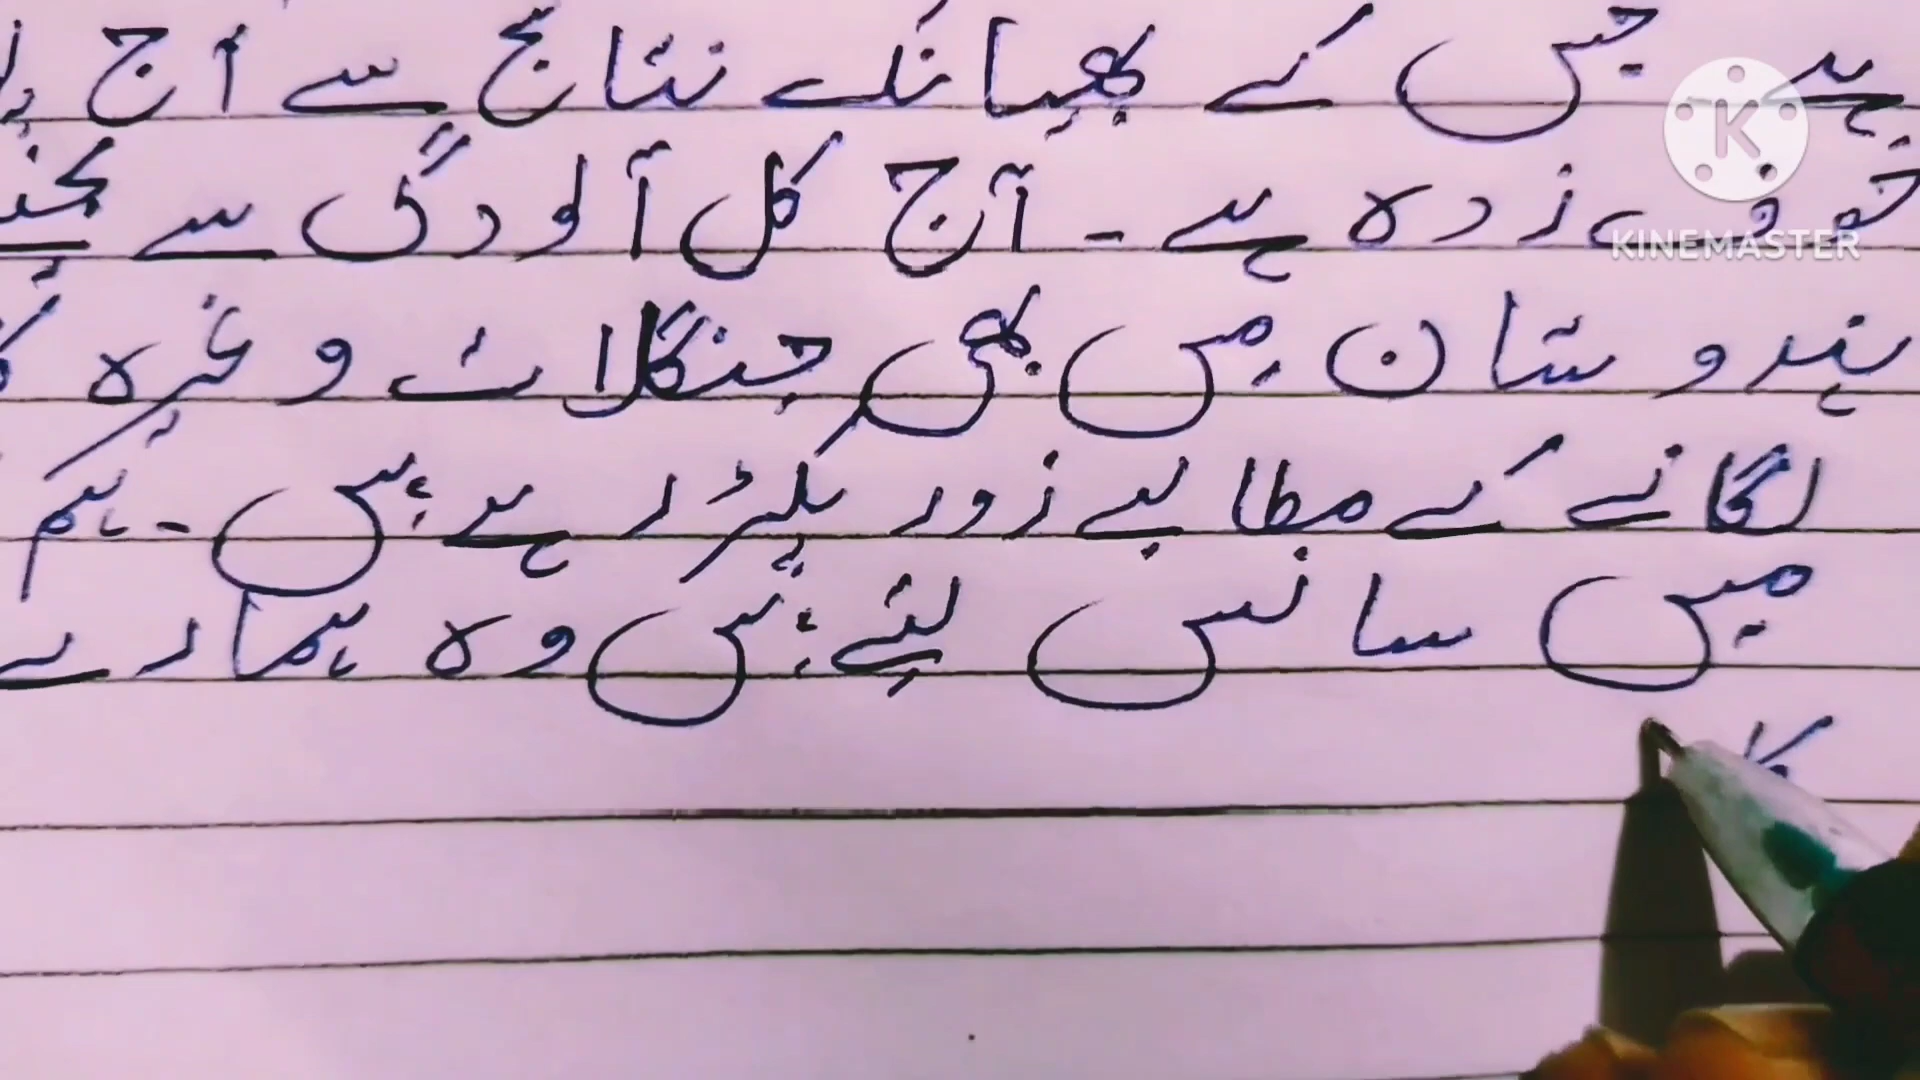 ہے جس کے بھیانک نتائج سے آج
خوف زدہ ہے ۔ آج کل آلودگی سے
ہندوستان میں بھی جنگلات وغیرہ
لگانے کے مطالبے زور پکڑ رہے ہیں ۔ ہم
میں سانس لیتے ہیں وہ ہمارے
کا
KINEMASTER